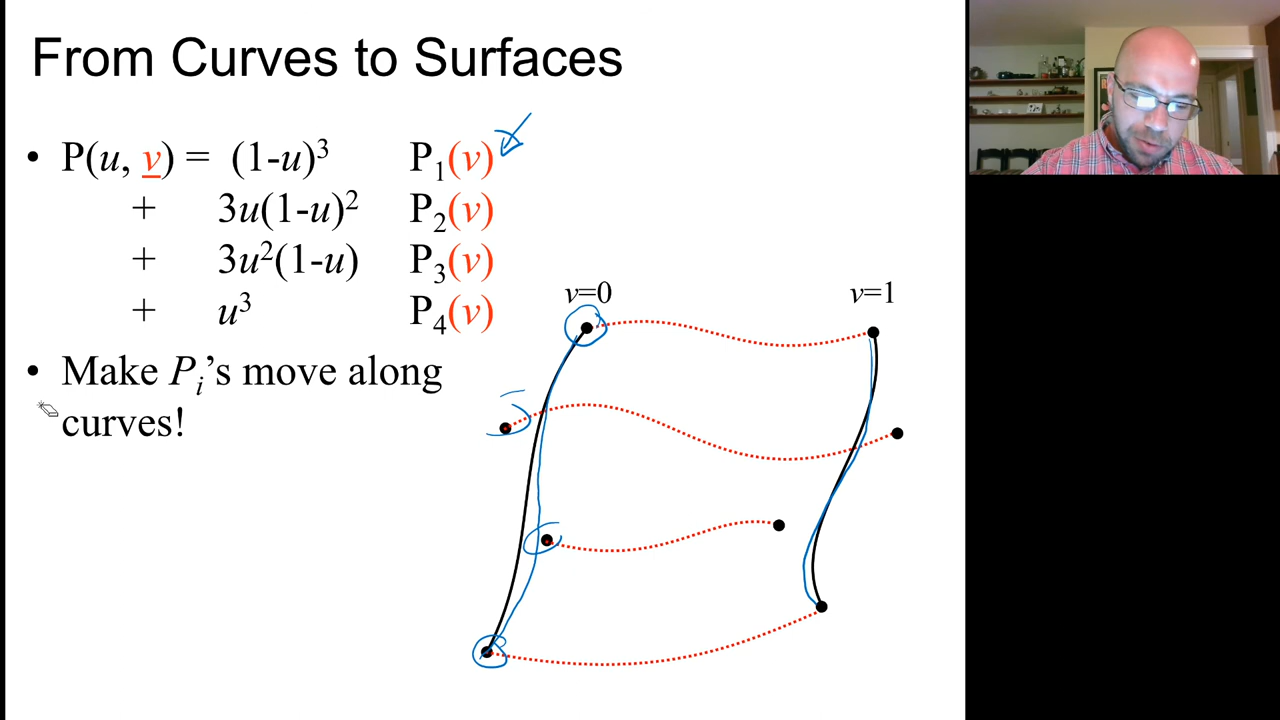 From Curves to Surfaces
• P(u, v) = (1-u)³ P₁(v)
+ 3u(1-u)² P₂(v)
+ 3u²(1-u) P₃(v)
+ u³ P₄(v)
• Make Pᵢ's move along
curves!
v=0
v=1